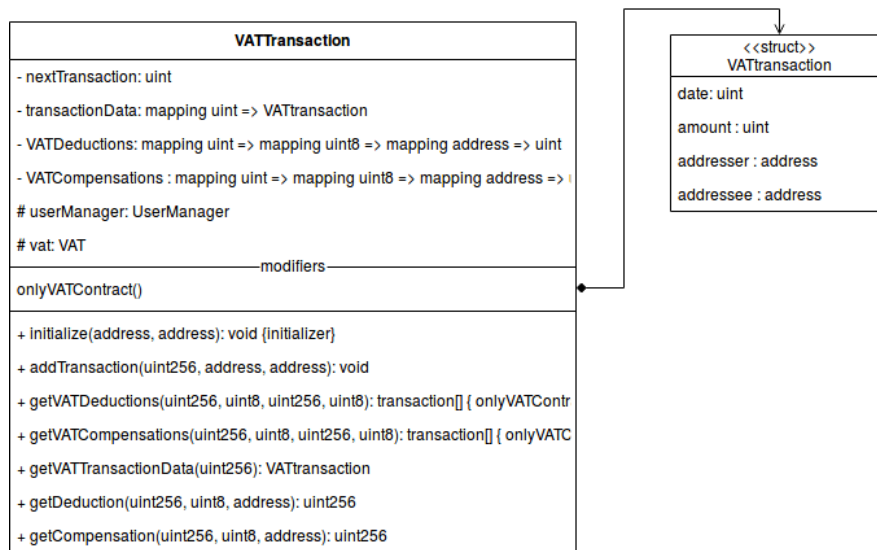 VATTransaction
- nextTransaction: uint
- transactionData: mapping uint => VATtransaction
- VATDeductions: mapping uint => mapping uint8 => mapping address => uint
- VATCompensations : mapping uint => mapping uint8 => mapping address =>
# userManager: UserManager
# vat: VAT
modifiers
onlyVATContract()
+ initialize(address, address): void {initializer}
+ addTransaction(uint256, address, address): void
+ getVATDeductions(uint256, uint8, uint256, uint8): transaction[] { onlyVATContr
+ getVATCompensations(uint256, uint8, uint256, uint8): transaction[] { onlyVATC
+ getVATTransactionData(uint256): VATtransaction
+ getDeduction(uint256, uint8, address): uint256
+ getCompensation(uint256, uint8, address): uint256
<<struct>>
VATtransaction
date: uint
amount : uint
addresser : address
addressee : address